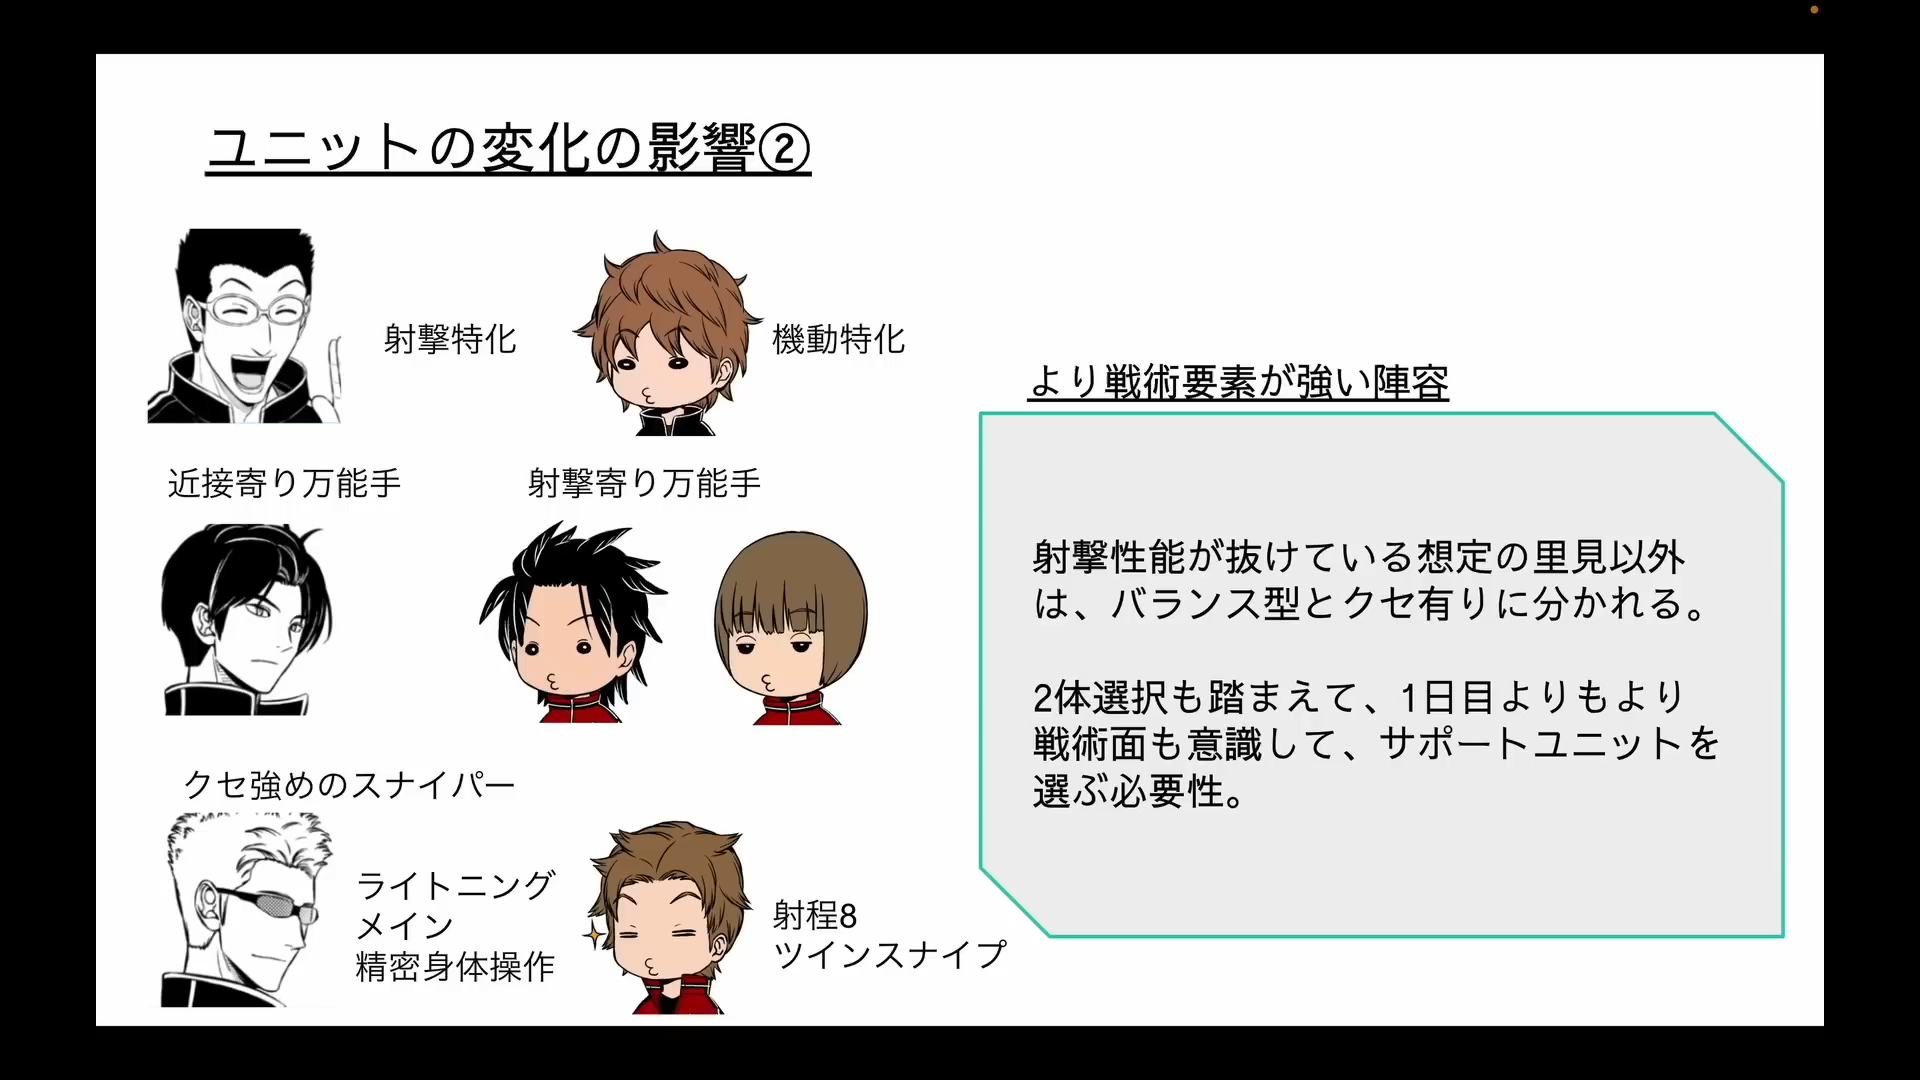 ユニットの変化の影響②
射撃特化
機動特化
近接寄り万能手
射撃寄り万能手
クセ強めのスナイパー
ライトニング
メイン
精密身体操作
射程8
ツインスナイプ
より戦術要素が強い陣容
射撃性能が抜けている想定の里見以外
は、バランス型とクセ有りに分かれる。
2体選択も踏まえて、1日目よりもより
戦術面も意識して、サポートユニットを
選ぶ必要性。